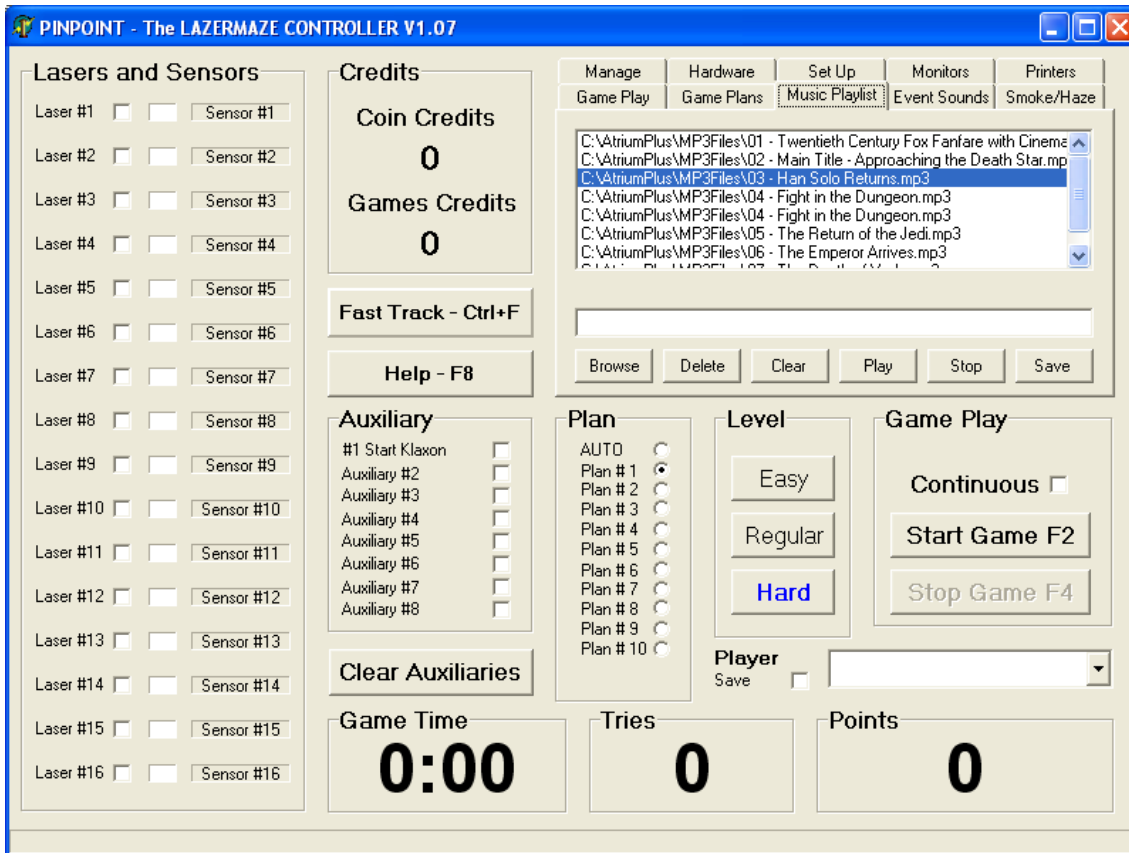 PINPOINT - The LAZERMAZE CONTROLLER V1.07
Lasers and Sensors
Laser #1 Sensor #1
Laser #2 Sensor #2
Laser #3 Sensor #3
Laser #4 Sensor #4
Laser #5 Sensor #5
Laser #6 Sensor #6
Laser #7 Sensor #7
Laser #8 Sensor #8
Laser #9 Sensor #9
Laser #10 Sensor #10
Laser #11 Sensor #11
Laser #12 Sensor #12
Laser #13 Sensor #13
Laser #14 Sensor #14
Laser #15 Sensor #15
Laser #16 Sensor #16
Credits
Coin Credits
0
Games Credits
0
Fast Track - Ctrl+F
Help - F8
Manage Hardware Set Up Monitors Printers
Game Play Game Plans Music Playlist Event Sounds Smoke/Haze
C:\AtriumPlus\MP3Files\01 - Twentieth Century Fox Fanfare with Cinema
C:\AtriumPlus\MP3Files\02 - Main Title - Approaching the Death Star.mp
C:\AtriumPlus\MP3Files\03 - Han Solo Returns.mp3
C:\AtriumPlus\MP3Files\04 - Fight in the Dungeon.mp3
C:\AtriumPlus\MP3Files\04 - Fight in the Dungeon.mp3
C:\AtriumPlus\MP3Files\05 - The Return of the Jedi.mp3
C:\AtriumPlus\MP3Files\06 - The Emperor Arrives.mp3
Browse Delete Clear Play Stop Save
Auxiliary
#1 Start Klaxon
Auxiliary #2
Auxiliary #3
Auxiliary #4
Auxiliary #5
Auxiliary #6
Auxiliary #7
Auxiliary #8
Clear Auxiliaries
Plan
AUTO
Plan # 1
Plan # 2
Plan # 3
Plan # 4
Plan # 5
Plan # 6
Plan # 7
Plan # 8
Plan # 9
Plan # 10
Level
Easy
Regular
Hard
Game Play
Continuous
Start Game F2
Stop Game F4
Player
Save
Game Time
0:00
Tries
0
Points
0